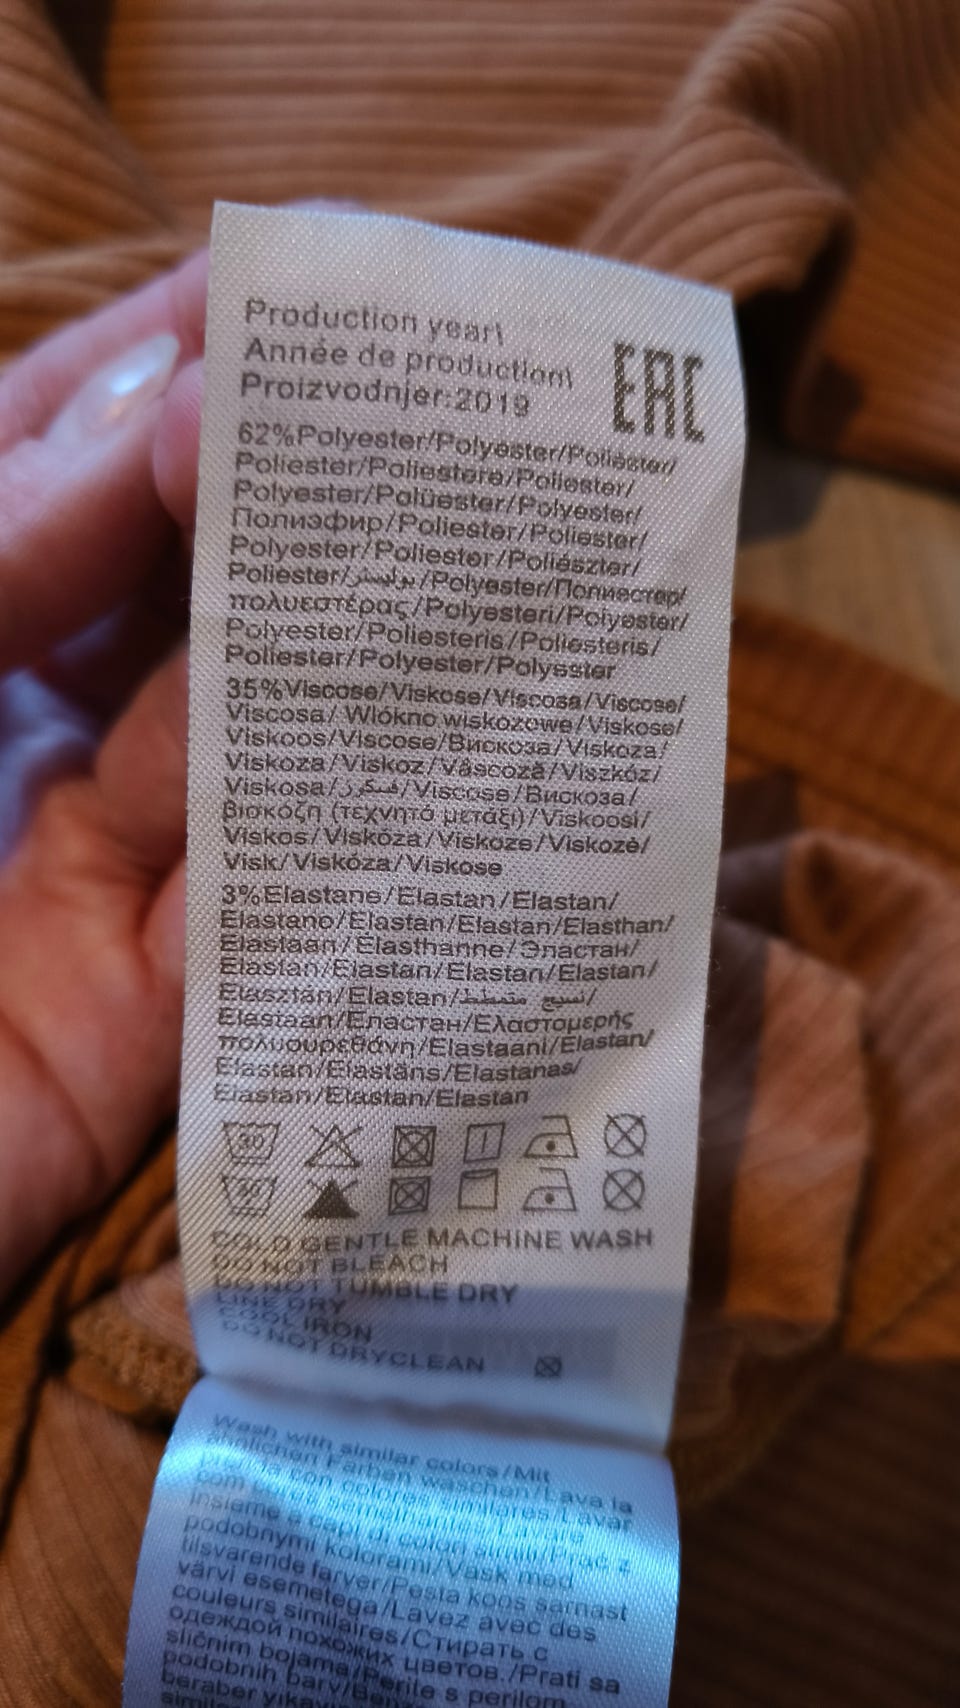 Production year\
Année de production\
Proizvodnjer:2019
EAC
62%Polyester/Polyester/Poliéster/
Poliester/Poliestere/Poliester/
Polyester/Polüester/Polyester/
Полиэфир/Poliester/Poliester/
Polyester/Poliester/Poliészter/
Poliester/بوليستر/Polyester/Полиестер/
πολυεστέρας/Polyesteri/Polyester/
Polyester/Poliesteris/Poliesteris/
Poliester/Polyester/Polyester
35%Viscose/Viskose/Viscosa/Viscose/
Viscosa/ Wlókno wiskozowe/Viskose/
Viskoos/Viscose/Вискоза/Viskoza/
Viskoza/Viskoz/Vâscoză/Viszkóz/
Viskosa/فسكوز/Viscose/Вискоза/
βισκόζη (τεχνητό μετάξι)/Viskoosi/
Viskos/Viskóza/Viskoze/Viskozė/
Visk/Viskóza/Viskose
3%Elastane/Elastan/Elastan/
Elastano/Elastan/Elastan/Elasthan/
Elastaan/Élasthanne/Эластан/
Elastan/Elastan/Elastan/Elastan/
Elasztán/Elastan/نسيج متمطط/
Elastaan/Еластан/Ελαστομερής
πολυουρεθάνη/Elastaani/Elastan/
Elastan/Elastāns/Elastanas/
Elastan/Elastan/Elastan
30
30
COLD GENTLE MACHINE WASH
DO NOT BLEACH
DO NOT TUMBLE DRY
LINE DRY
COOL IRON
DO NOT DRYCLEAN
Wash with similar colors/Mit
ähnlichen Farben waschen/Lava la
prenda con colores similares/Lavar
com cores semelhantes/Lavare
insieme a capi di colori simili/Prać z
podobnymi kolorami/Vask med
tilsvarende farver/Pesta koos sarnast
värvi esemetega/Lavez avec des
couleurs similaires/Стирать с
одеждой похожих цветов./Prati sa
sličnim bojama/Perile s perilom
podobnih barv/
beraber yıkayın